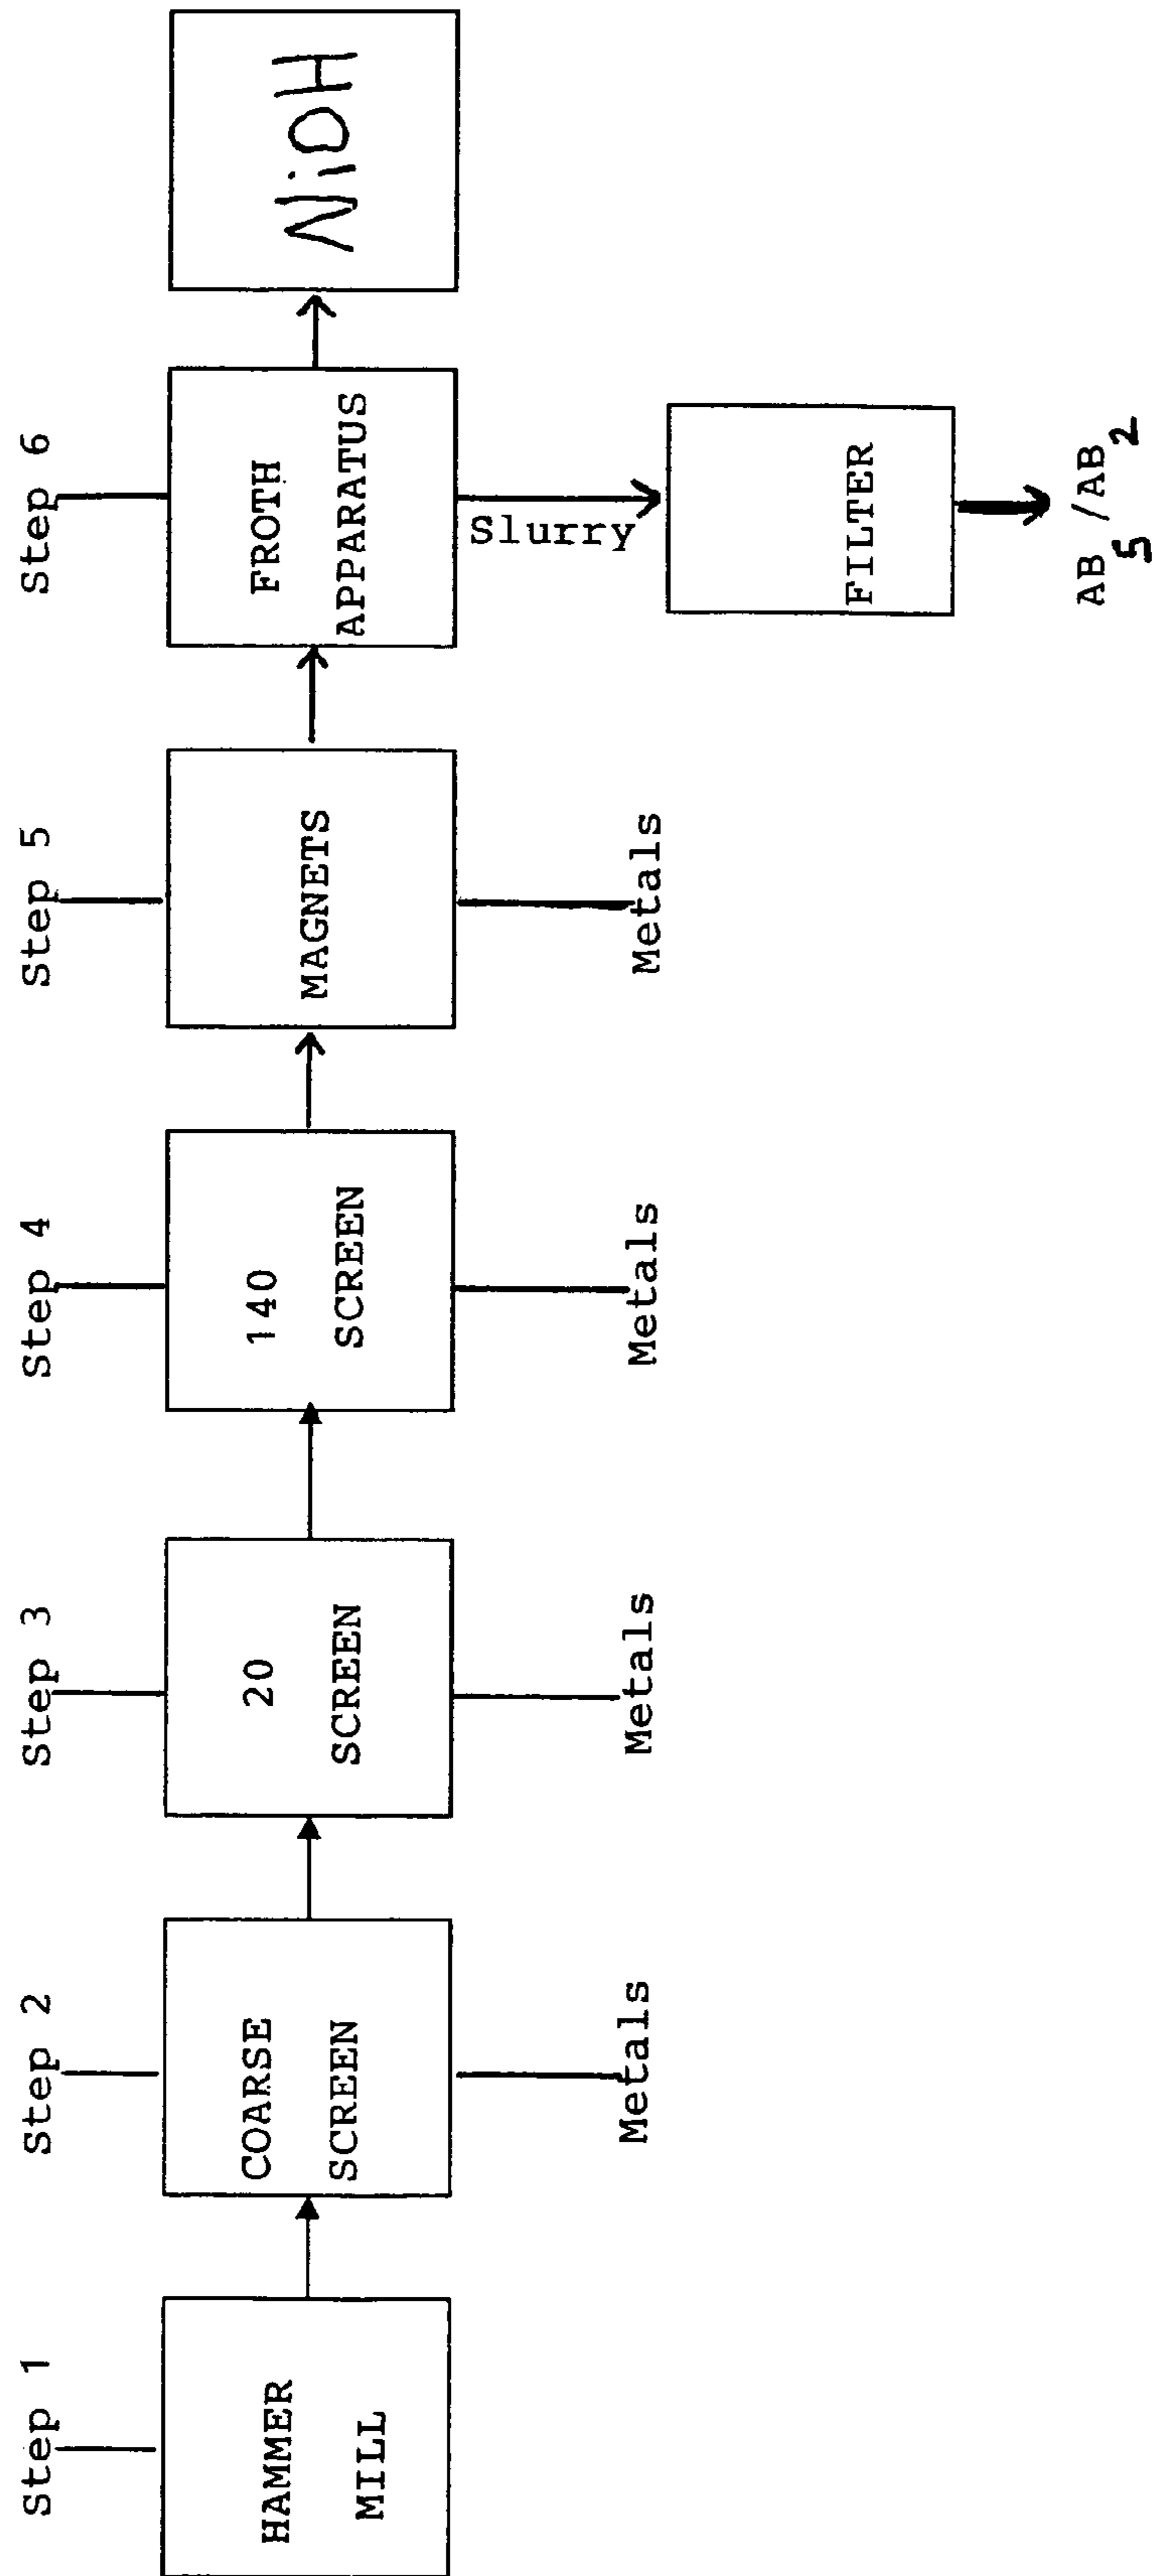 Step 1
HAMMER
MILL
Step 2
COARSE
SCREEN
Metals
Step 3
20
SCREEN
Metals
Step 4
140
SCREEN
Metals
Step 5
MAGNETS
Metals
Step 6
FROTH
APPARATUS
Slurry
FILTER
AB5/AB2
NiOH